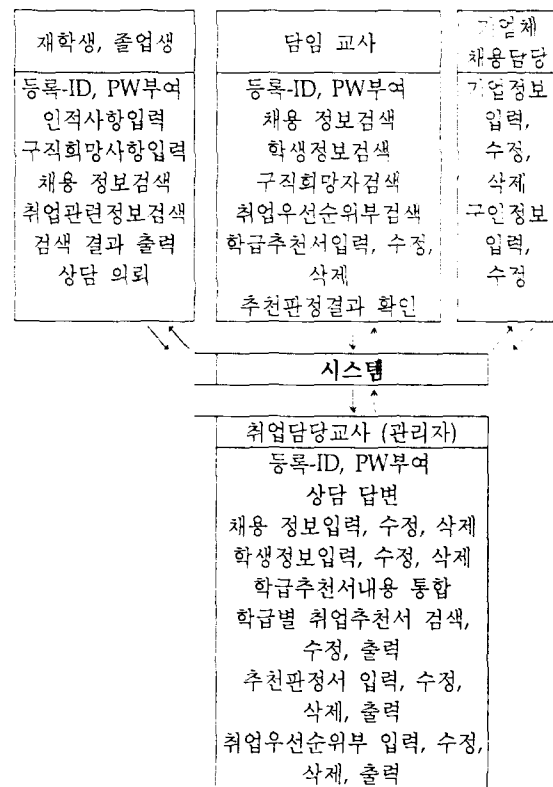 재학생, 졸업생
등록-ID, PW부여
인적사항입력
구직희망사항입력
채용 정보검색
취업관련정보검색
검색 결과 출력
상담 의뢰
담임 교사
등록-ID, PW부여
채용 정보검색
학생정보검색
구직희망자검색
취업우선순위부검색
학급추천서입력, 수정,
삭제
추천판정결과 확인
기업체
채용담당
기업정보
입력,
수정,
삭제
구인정보
입력,
수정
시스템
취업담당교사 (관리자)
등록-ID, PW부여
상담 답변
채용 정보입력, 수정, 삭제
학생정보입력, 수정, 삭제
학급추천서내용 통합
학급별 취업추천서 검색,
수정, 출력
추천판정서 입력, 수정,
삭제, 출력
취업우선순위부 입력, 수정,
삭제, 출력